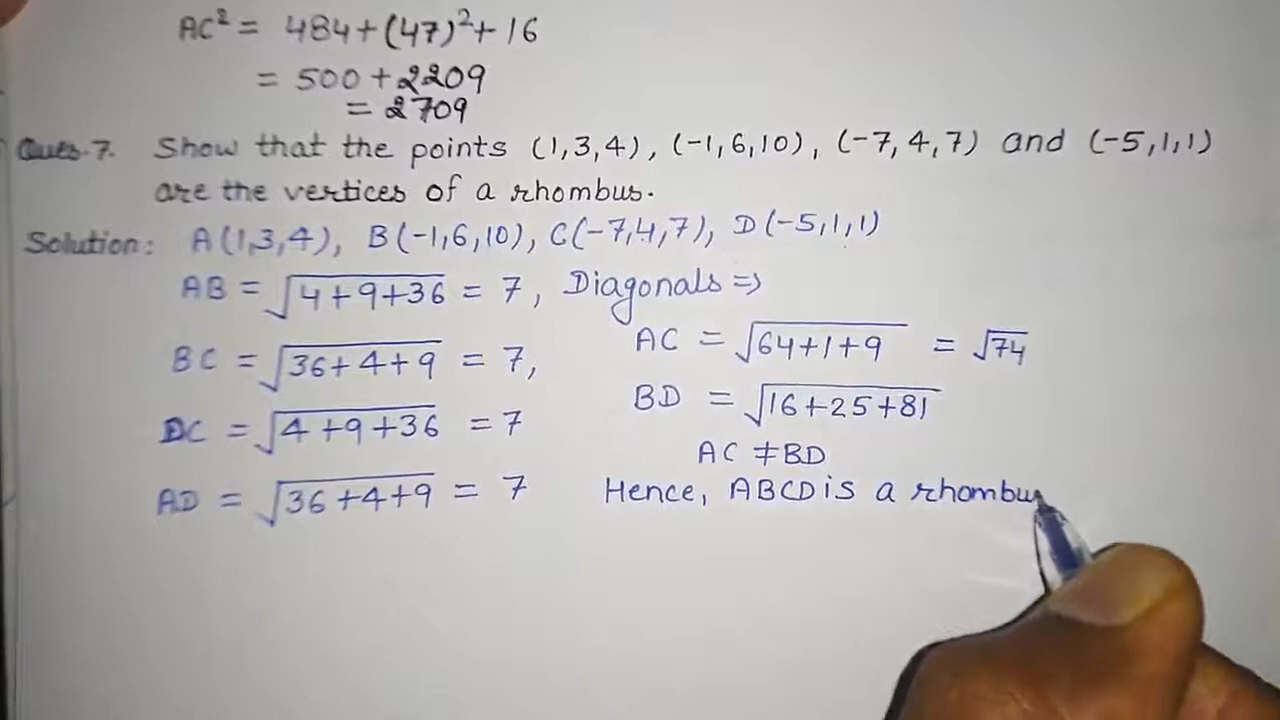 AC² = 484+(47)²+16
= 500+2209
= 2709
Ques.7. Show that the points (1,3,4), (-1,6,10), (-7,4,7) and (-5,1,1)
are the vertices of a rhombus.
Solution: A(1,3,4), B(-1,6,10), C(-7,4,7), D(-5,1,1)
AB = √4+9+36 = 7, Diagonals ⇒
BC = √36+4+9 = 7,
DC = √4+9+36 = 7
AD = √36+4+9 = 7
AC = √64+1+9 = √74
BD = √16+25+81
AC ≠ BD
Hence, ABCD is a rhombu